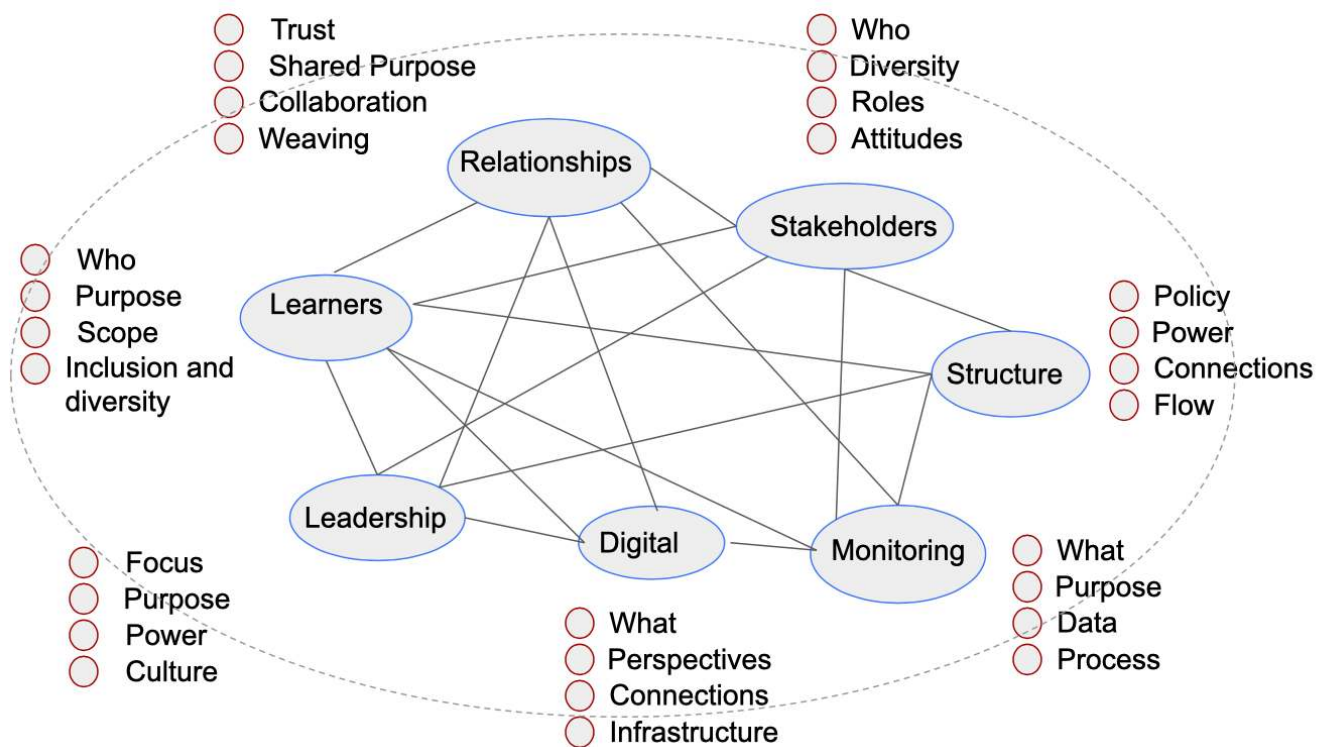 Trust
Shared Purpose
Collaboration
Weaving
Who
Diversity
Roles
Attitudes
Relationships
Stakeholders
Who
Purpose
Scope
Inclusion and
diversity
Learners
Structure
Policy
Power
Connections
Flow
Leadership
Digital
Monitoring
Focus
Purpose
Power
Culture
What
Perspectives
Connections
Infrastructure
What
Purpose
Data
Process